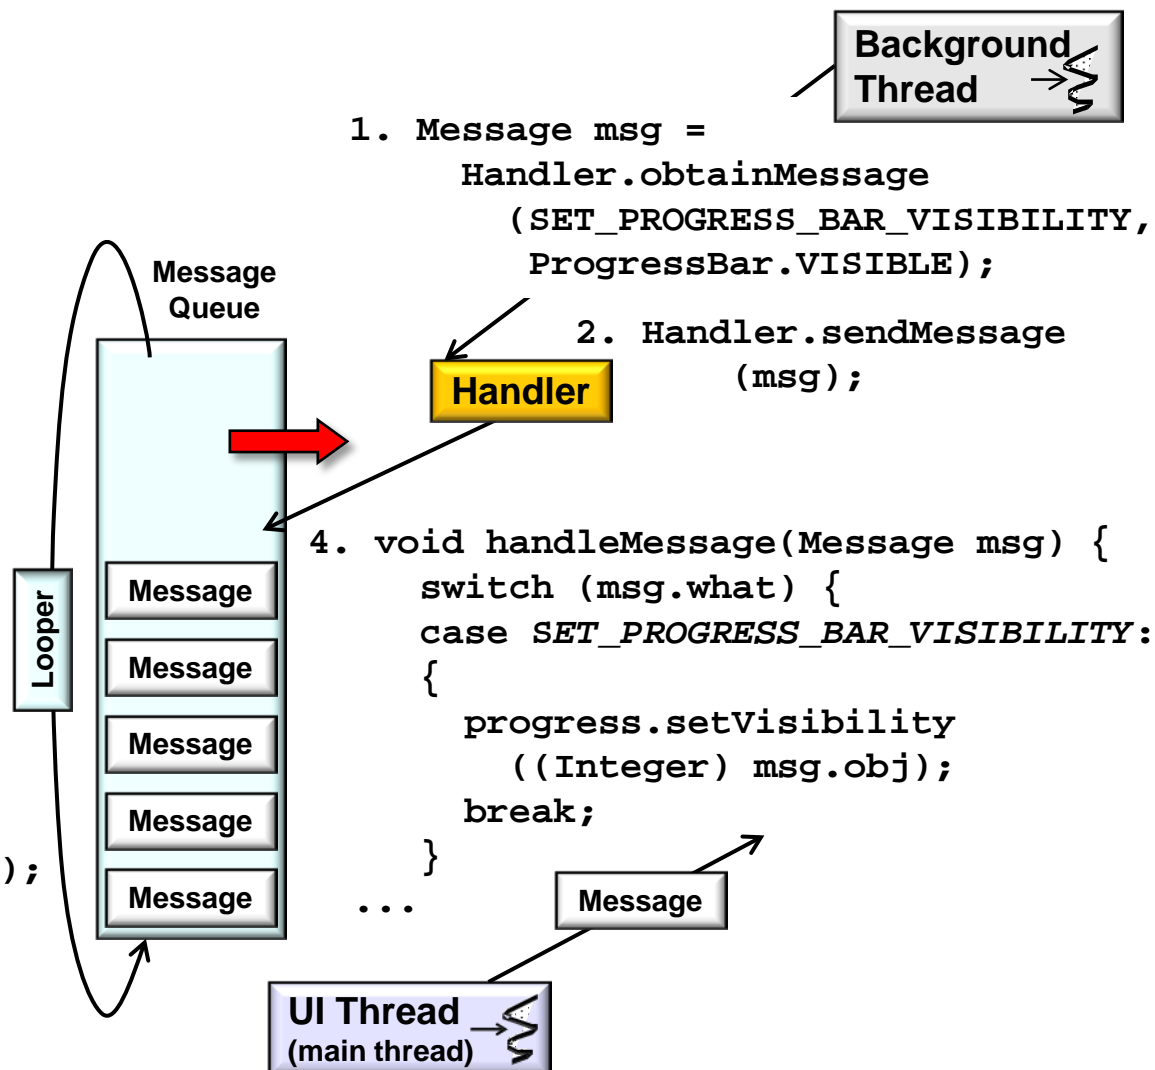 Background
Thread
1. Message msg =
Handler.obtainMessage
(SET_PROGRESS_BAR_VISIBILITY,
ProgressBar.VISIBLE);
Message
Queue
2. Handler.sendMessage
(msg);
Handler
4. void handleMessage(Message msg) {
switch (msg.what) {
case SET_PROGRESS_BAR_VISIBILITY:
{
progress.setVisibility
((Integer) msg.obj);
break;
}
...
Looper
Message
Message
Message
Message
Message
);
Message
UI Thread
(main thread)